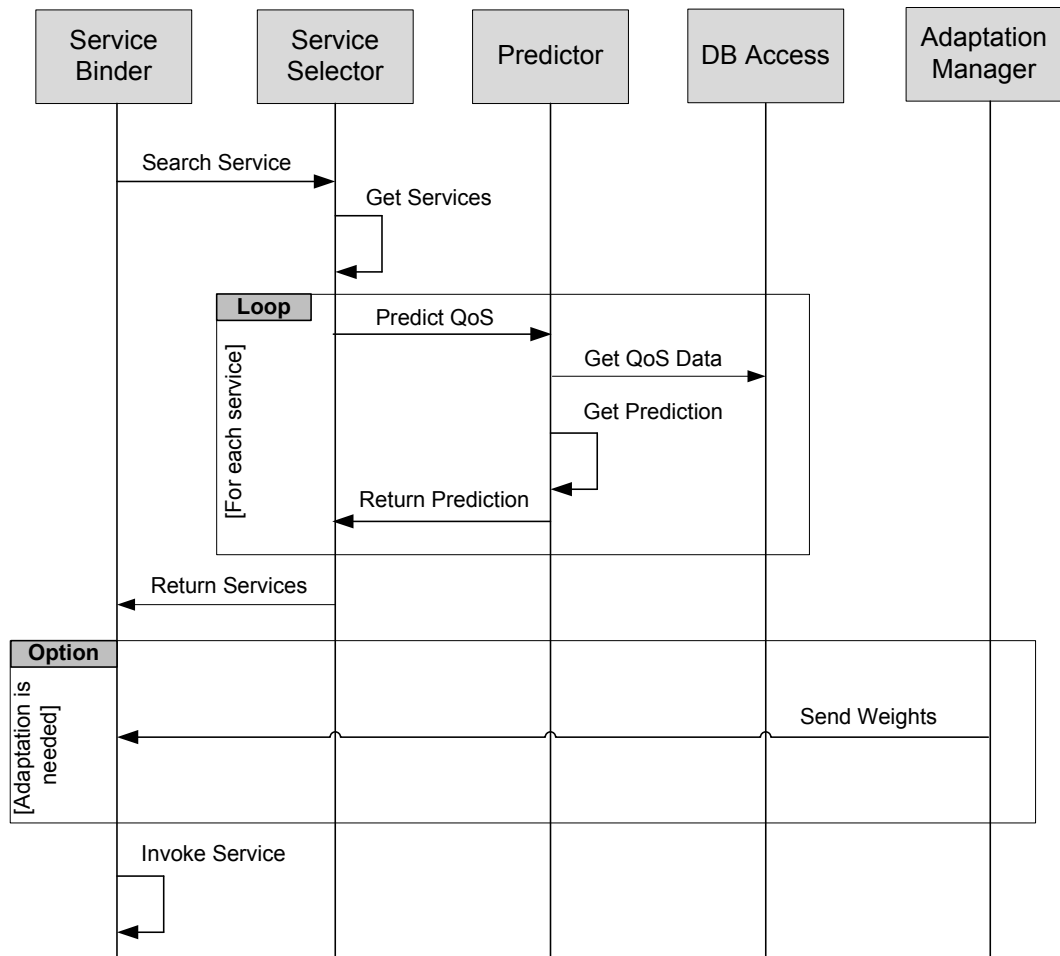 Service
Binder
Service
Selector
Predictor
DB Access
Adaptation
Manager
Search Service
Get Services
Loop
[For each service]
Predict QoS
Get QoS Data
Get Prediction
Return Prediction
Return Services
Option
[Adaptation is
needed]
Send Weights
Invoke Service